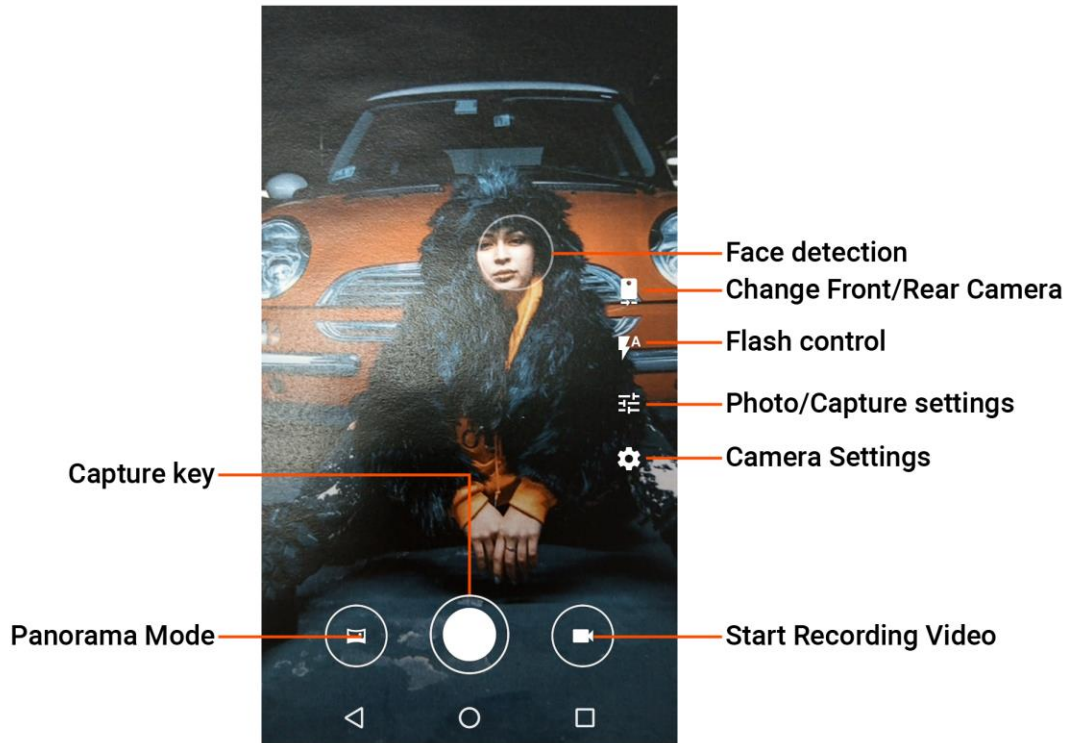 Face detection
Change Front/Rear Camera
Flash control
A
Photo/Capture settings
Camera Settings
Capture key
Panorama Mode
Start Recording Video